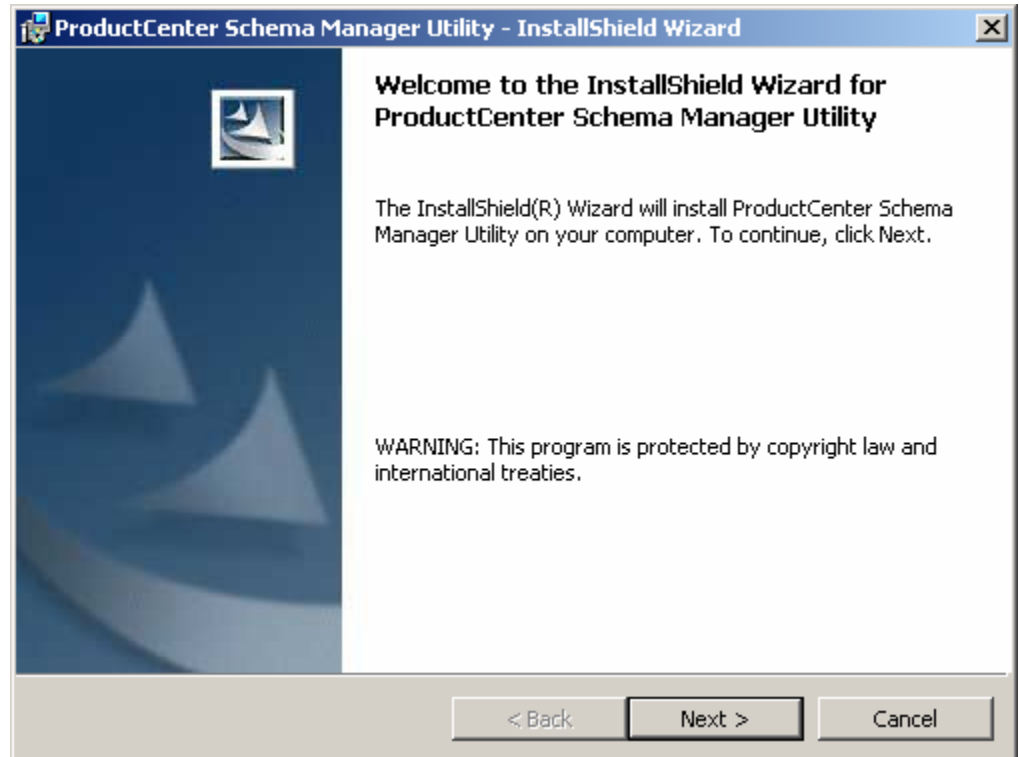 ProductCenter Schema Manager Utility - InstallShield Wizard
Welcome to the InstallShield Wizard for
ProductCenter Schema Manager Utility
The InstallShield(R) Wizard will install ProductCenter Schema
Manager Utility on your computer. To continue, click Next.
WARNING: This program is protected by copyright law and
international treaties.
< Back
Next >
Cancel